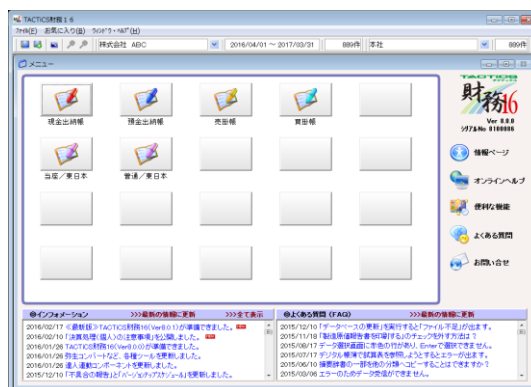 TACTiCS財務16
ファイル(F) お気に入り(B) ウィンドウ・ヘルプ(H)
株式会社 ABC 2016/04/01 ～ 2017/03/31 889件 本社 889件
メニュー
現金出納帳 預金出納帳 売掛帳 買掛帳
当座／東日本 普通／東日本
TACTiCS
財務16
Ver 8.0.0
シリアルNo 8100006
情報ページ
オンラインヘルプ
便利な機能
よくある質問
お問い合せ
◎インフォメーション >>>最新の情報に更新 >>>全て表示
2016/02/17 ≪最新版≫TACTiCS財務16(Ver8.0.1)が準備できました。
2016/02/10 「決算処理(個人)の注意事項」を公開しました。
2016/01/26 TACTiCS財務16(Ver8.0.0)が準備できました。
2016/01/26 弥生コンバートなど、各種ツールを更新しました。
2016/01/26 達人連動コンポーネントを更新しました。
2015/12/10 「不具合の報告」と「バージョンアップスケジュール」を更新しました。
◎よくある質問 (FAQ) >>>最新の情報に更新
2015/12/10 「データベースの更新」を実行すると「ファイル不足」が出ます。
2015/11/18 「製造原価報告書を印刷する」のチェックを外す方法は？
2015/08/17 データ選択画面に赤色の行があり、Enterで選択できません。
2015/07/17 デジタル帳簿で試算表を参照しようとするとエラーが出ます。
2015/06/10 摘要辞書の一部を他の分類へコピーすることはできますか？
2015/03/06 エラーのためデータ受信ができません。